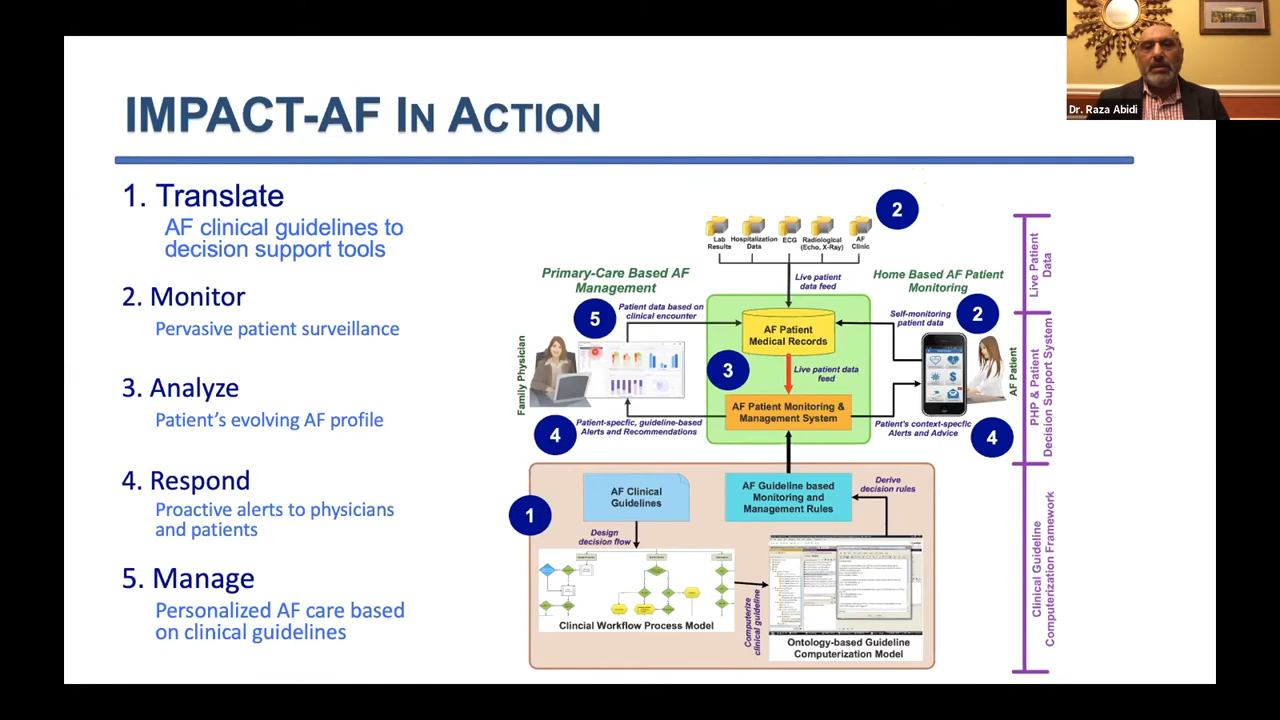 IMPACT-AF IN ACTION
Dr. Raza Abidi
1. Translate
AF clinical guidelines to
decision support tools
2. Monitor
Pervasive patient surveillance
3. Analyze
Patient's evolving AF profile
4. Respond
Proactive alerts to physicians
and patients
5. Manage
Personalized AF care based
on clinical guidelines
2
Lab
Results
Hospitalization
Data
ECG
Radiological
(Echo, X-Ray)
AF
Clinic
Primary-Care Based AF
Management
Live patient
data feed
Home Based AF Patient
Monitoring
5
Patient data based on
clinical encounter
AF Patient
Medical Records
Self-monitoring
patient data
2
Family Physician
3
Live patient data
feed
AF Patient
AF Patient Monitoring &
Management System
4
Patient-specfic, guideline-based
Alerts and Recommendations
Patient's context-specfic
Alerts and Advice
4
1
AF Clinical
Guidelines
AF Guideline based
Monitoring and
Management Rules
Derive
decision rules
Design
decision flow
Clincial Workflow Process Model
Computerize
clinical guideline
Ontology-based Guideline
Computerization Model
Live Patient
Data
PHP & Patient
Decision Support System
Clinical Guideline
Computerization Framework